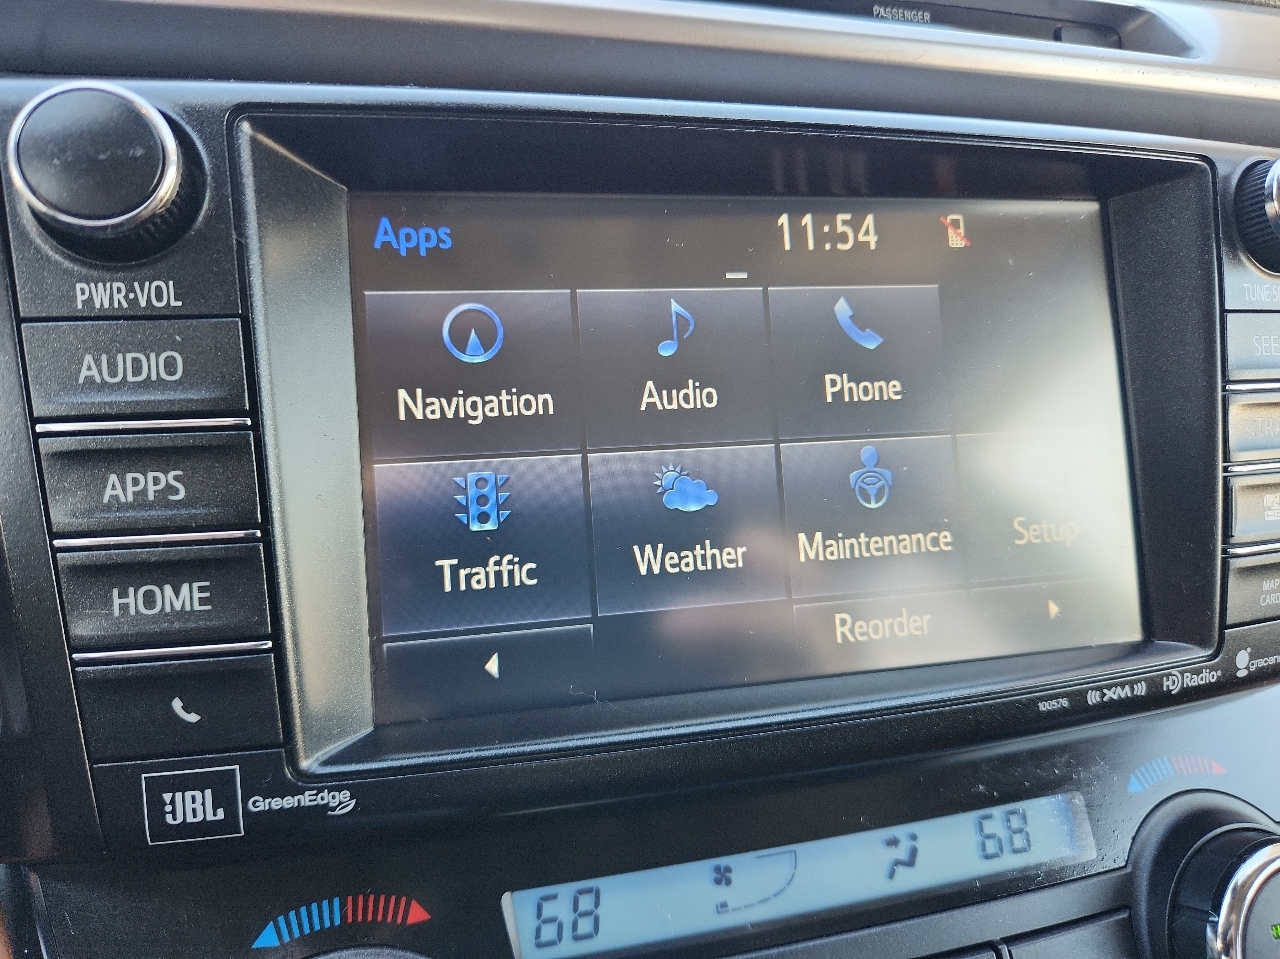 PASSENGER
PWR·VOL
AUDIO
APPS
HOME
JBL GreenEdge
Apps 11:54
Navigation Audio Phone
Traffic Weather Maintenance Setup
Reorder
100576 XM HD Radio
68 68